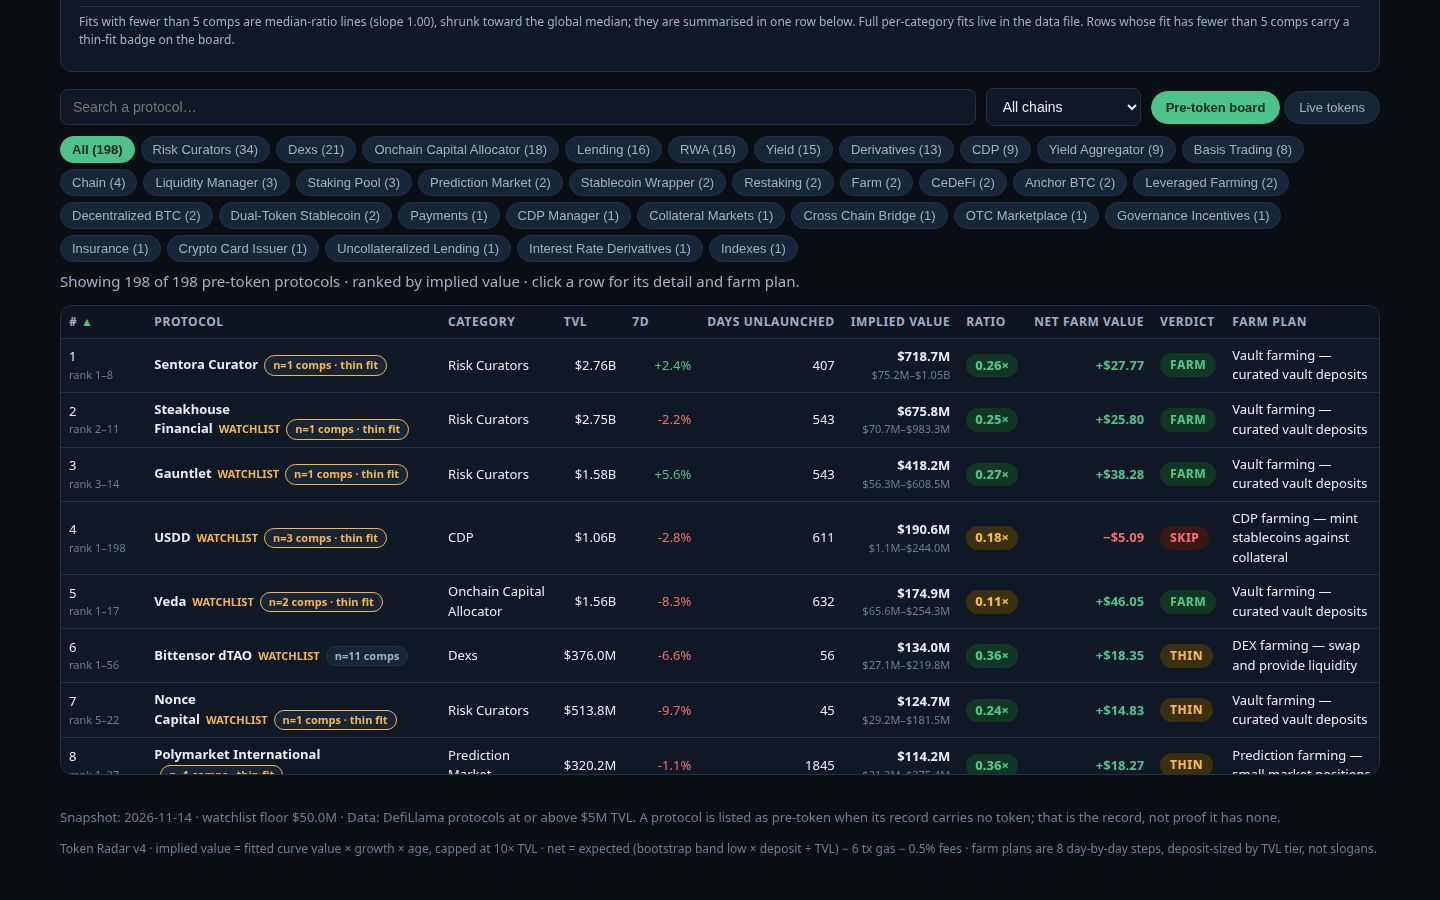 Fits with fewer than 5 comps are median-ratio lines (slope 1.00), shrunk toward the global median; they are summarised in one row below. Full per-category fits live in the data file. Rows whose fit has fewer than 5 comps carry a
thin-fit badge on the board.
Search a protocol…
All chains
Pre-token board
Live tokens
All (198) Risk Curators (34) Dexs (21) Onchain Capital Allocator (18) Lending (16) RWA (16) Yield (15) Derivatives (13) CDP (9) Yield Aggregator (9) Basis Trading (8)
Chain (4) Liquidity Manager (3) Staking Pool (3) Prediction Market (2) Stablecoin Wrapper (2) Restaking (2) Farm (2) CeDeFi (2) Anchor BTC (2) Leveraged Farming (2)
Decentralized BTC (2) Dual-Token Stablecoin (2) Payments (1) CDP Manager (1) Collateral Markets (1) Cross Chain Bridge (1) OTC Marketplace (1) Governance Incentives (1)
Insurance (1) Crypto Card Issuer (1) Uncollateralized Lending (1) Interest Rate Derivatives (1) Indexes (1)
Showing 198 of 198 pre-token protocols · ranked by implied value · click a row for its detail and farm plan.
# ▲ PROTOCOL CATEGORY TVL 7D DAYS UNLAUNCHED IMPLIED VALUE RATIO NET FARM VALUE VERDICT FARM PLAN
1
rank 1–8
Sentora Curator n=1 comps · thin fit
Risk Curators
$2.76B
+2.4%
407
$718.7M
$75.2M–$1.05B
0.26×
+$27.77
FARM
Vault farming —
curated vault deposits
2
rank 2–11
Steakhouse
Financial WATCHLIST n=1 comps · thin fit
Risk Curators
$2.75B
-2.2%
543
$675.8M
$70.7M–$983.3M
0.25×
+$25.80
FARM
Vault farming —
curated vault deposits
3
rank 3–14
Gauntlet WATCHLIST n=1 comps · thin fit
Risk Curators
$1.58B
+5.6%
543
$418.2M
$56.3M–$608.5M
0.27×
+$38.28
FARM
Vault farming —
curated vault deposits
4
rank 1–198
USDD WATCHLIST n=3 comps · thin fit
CDP
$1.06B
-2.8%
611
$190.6M
$1.1M–$244.0M
0.18×
−$5.09
SKIP
CDP farming — mint
stablecoins against
collateral
5
rank 1–17
Veda WATCHLIST n=2 comps · thin fit
Onchain Capital
Allocator
$1.56B
-8.3%
632
$174.9M
$65.6M–$254.3M
0.11×
+$46.05
FARM
Vault farming —
curated vault deposits
6
rank 1–56
Bittensor dTAO WATCHLIST n=11 comps
Dexs
$376.0M
-6.6%
56
$134.0M
$27.1M–$219.8M
0.36×
+$18.35
THIN
DEX farming — swap
and provide liquidity
7
rank 5–22
Nonce
Capital WATCHLIST n=1 comps · thin fit
Risk Curators
$513.8M
-9.7%
45
$124.7M
$29.2M–$181.5M
0.24×
+$14.83
THIN
Vault farming —
curated vault deposits
8
Polymarket International
Prediction
Market
$320.2M
-1.1%
1845
$114.2M
0.36×
+$18.27
THIN
Prediction farming —
small market positions
Snapshot: 2026-11-14 · watchlist floor $50.0M · Data: DefiLlama protocols at or above $5M TVL. A protocol is listed as pre-token when its record carries no token; that is the record, not proof it has none.
Token Radar v4 · implied value = fitted curve value × growth × age, capped at 10× TVL · net = expected (bootstrap band low × deposit ÷ TVL) − 6 tx gas − 0.5% fees · farm plans are 8 day-by-day steps, deposit-sized by TVL tier, not slogans.